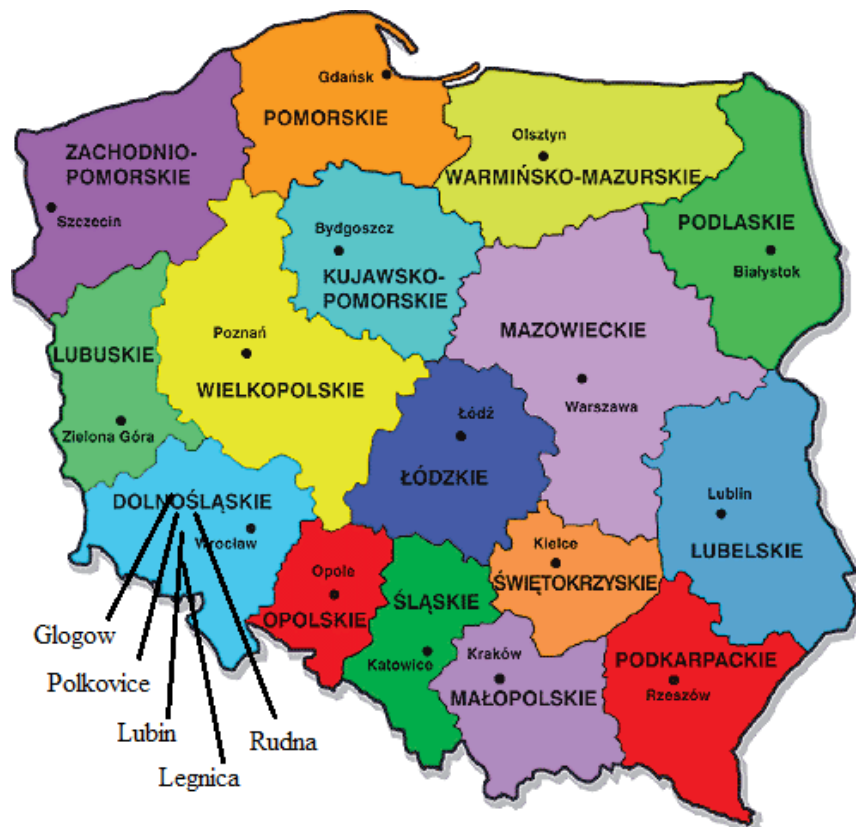 Gdańsk
POMORSKIE
ZACHODNIO-
POMORSKIE
Szczecin
Olsztyn
WARMIŃSKO-MAZURSKIE
PODLASKIE
Białystok
Bydgoszcz
KUJAWSKO-
POMORSKIE
LUBUSKIE
Zielona Góra
Poznań
WIELKOPOLSKIE
MAZOWIECKIE
Warszawa
Łódź
ŁÓDZKIE
DOLNOŚLĄSKIE
Wrocław
Lublin
LUBELSKIE
Opole
OPOLSKIE
ŚLĄSKIE
Katowice
Kielce
ŚWIĘTOKRZYSKIE
Kraków
MAŁOPOLSKIE
PODKARPACKIE
Rzeszów
Glogow
Polkovice
Lubin
Rudna
Legnica